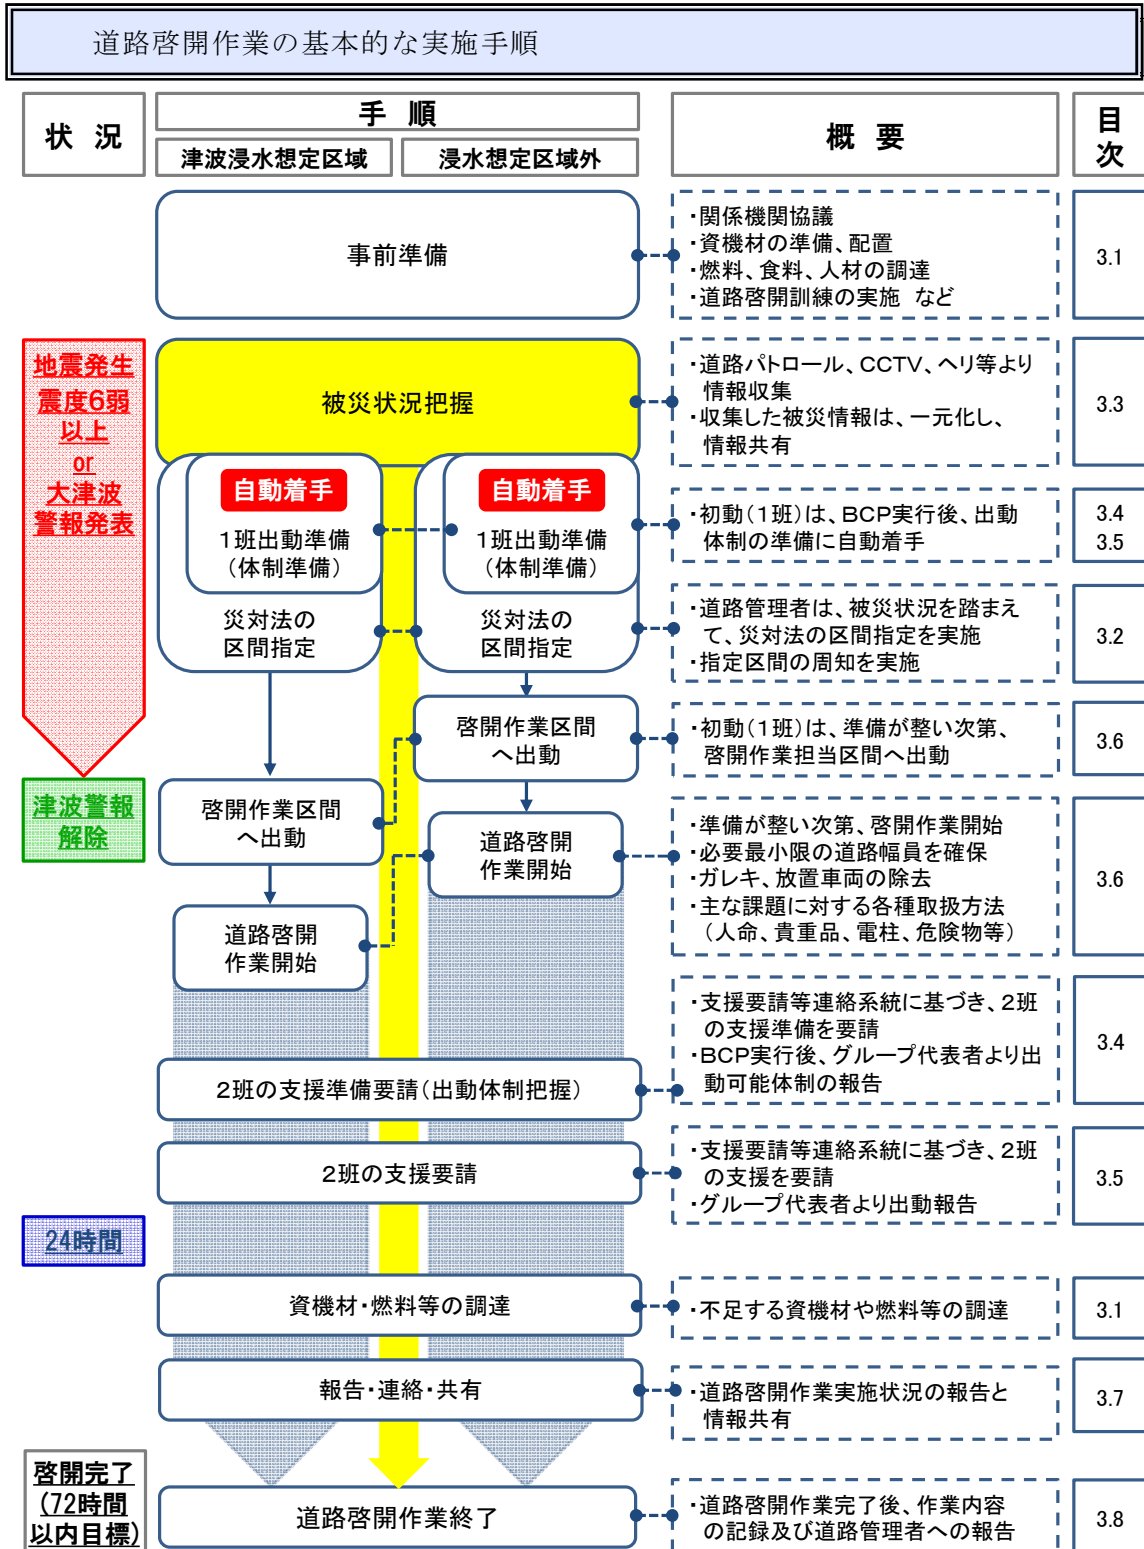 道路啓開作業の基本的な実施手順
状 況
手 順
概 要
目
次
津波浸水想定区域
浸水想定区域外
事前準備
・関係機関協議
・資機材の準備、配置
・燃料、食料、人材の調達
・道路啓開訓練の実施 など
3.1
地震発生
震度6弱
以上
or
大津波
警報発表
被災状況把握
・道路パトロール、CCTV、ヘリ等より
情報収集
・収集した被災情報は、一元化し、
情報共有
3.3
自動着手
1班出動準備
(体制準備)
自動着手
1班出動準備
(体制準備)
・初動(1班)は、BCP実行後、出動
体制の準備に自動着手
3.4
3.5
災対法の
区間指定
災対法の
区間指定
・道路管理者は、被災状況を踏まえ
て、災対法の区間指定を実施
・指定区間の周知を実施
3.2
啓開作業区間
へ出動
・初動(1班)は、準備が整い次第、
啓開作業担当区間へ出動
3.6
津波警報
解除
啓開作業区間
へ出動
道路啓開
作業開始
・準備が整い次第、啓開作業開始
・必要最小限の道路幅員を確保
・ガレキ、放置車両の除去
・主な課題に対する各種取扱方法
(人命、貴重品、電柱、危険物等)
3.6
道路啓開
作業開始
2班の支援準備要請(出動体制把握)
・支援要請等連絡系統に基づき、2班
の支援準備を要請
・BCP実行後、グループ代表者より出
動可能体制の報告
3.4
2班の支援要請
・支援要請等連絡系統に基づき、2班
の支援を要請
・グループ代表者より出動報告
3.5
24時間
資機材・燃料等の調達
・不足する資機材や燃料等の調達
3.1
報告・連絡・共有
・道路啓開作業実施状況の報告と
情報共有
3.7
啓開完了
(72時間
以内目標)
道路啓開作業終了
・道路啓開作業完了後、作業内容
の記録及び道路管理者への報告
3.8